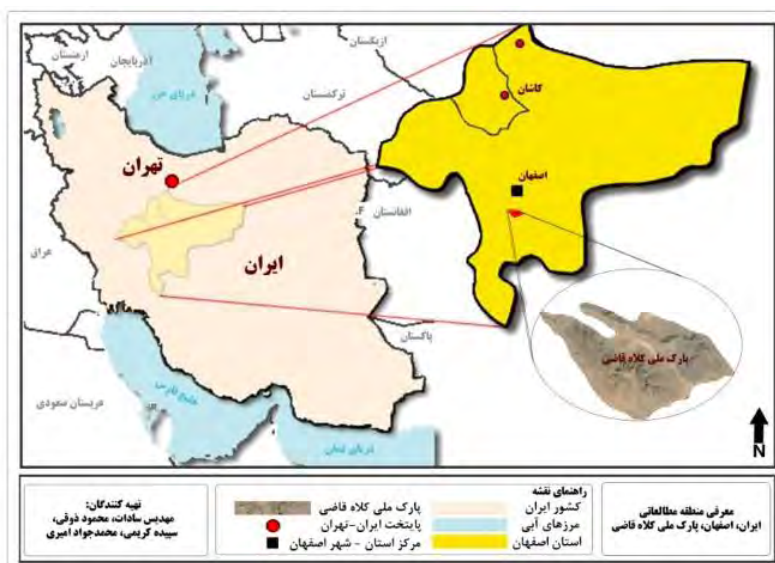 ازبکستان
ارمنستان
آذربایجان
دریای خزر
ترکمنستان
کاشان
تهران
اصفهان
افغانستان
ایران
عراق
پاکستان
پارک ملی کلاه قاضی
خلیج فارس
عربستان سعودی
دریای عمان
N
راهنمای نقشه
کشور ایران
پارک ملی کلاه قاضی
مرزهای آبی
پایتخت ایران-تهران
استان اصفهان
مرکز استان - شهر اصفهان
معرفی منطقه مطالعاتی
ایران، اصفهان، پارک ملی کلاه قاضی
تهیه کنندگان:
مهدیس سادات، محمود ذوقی،
سپیده کریمی، محمدجواد امیری